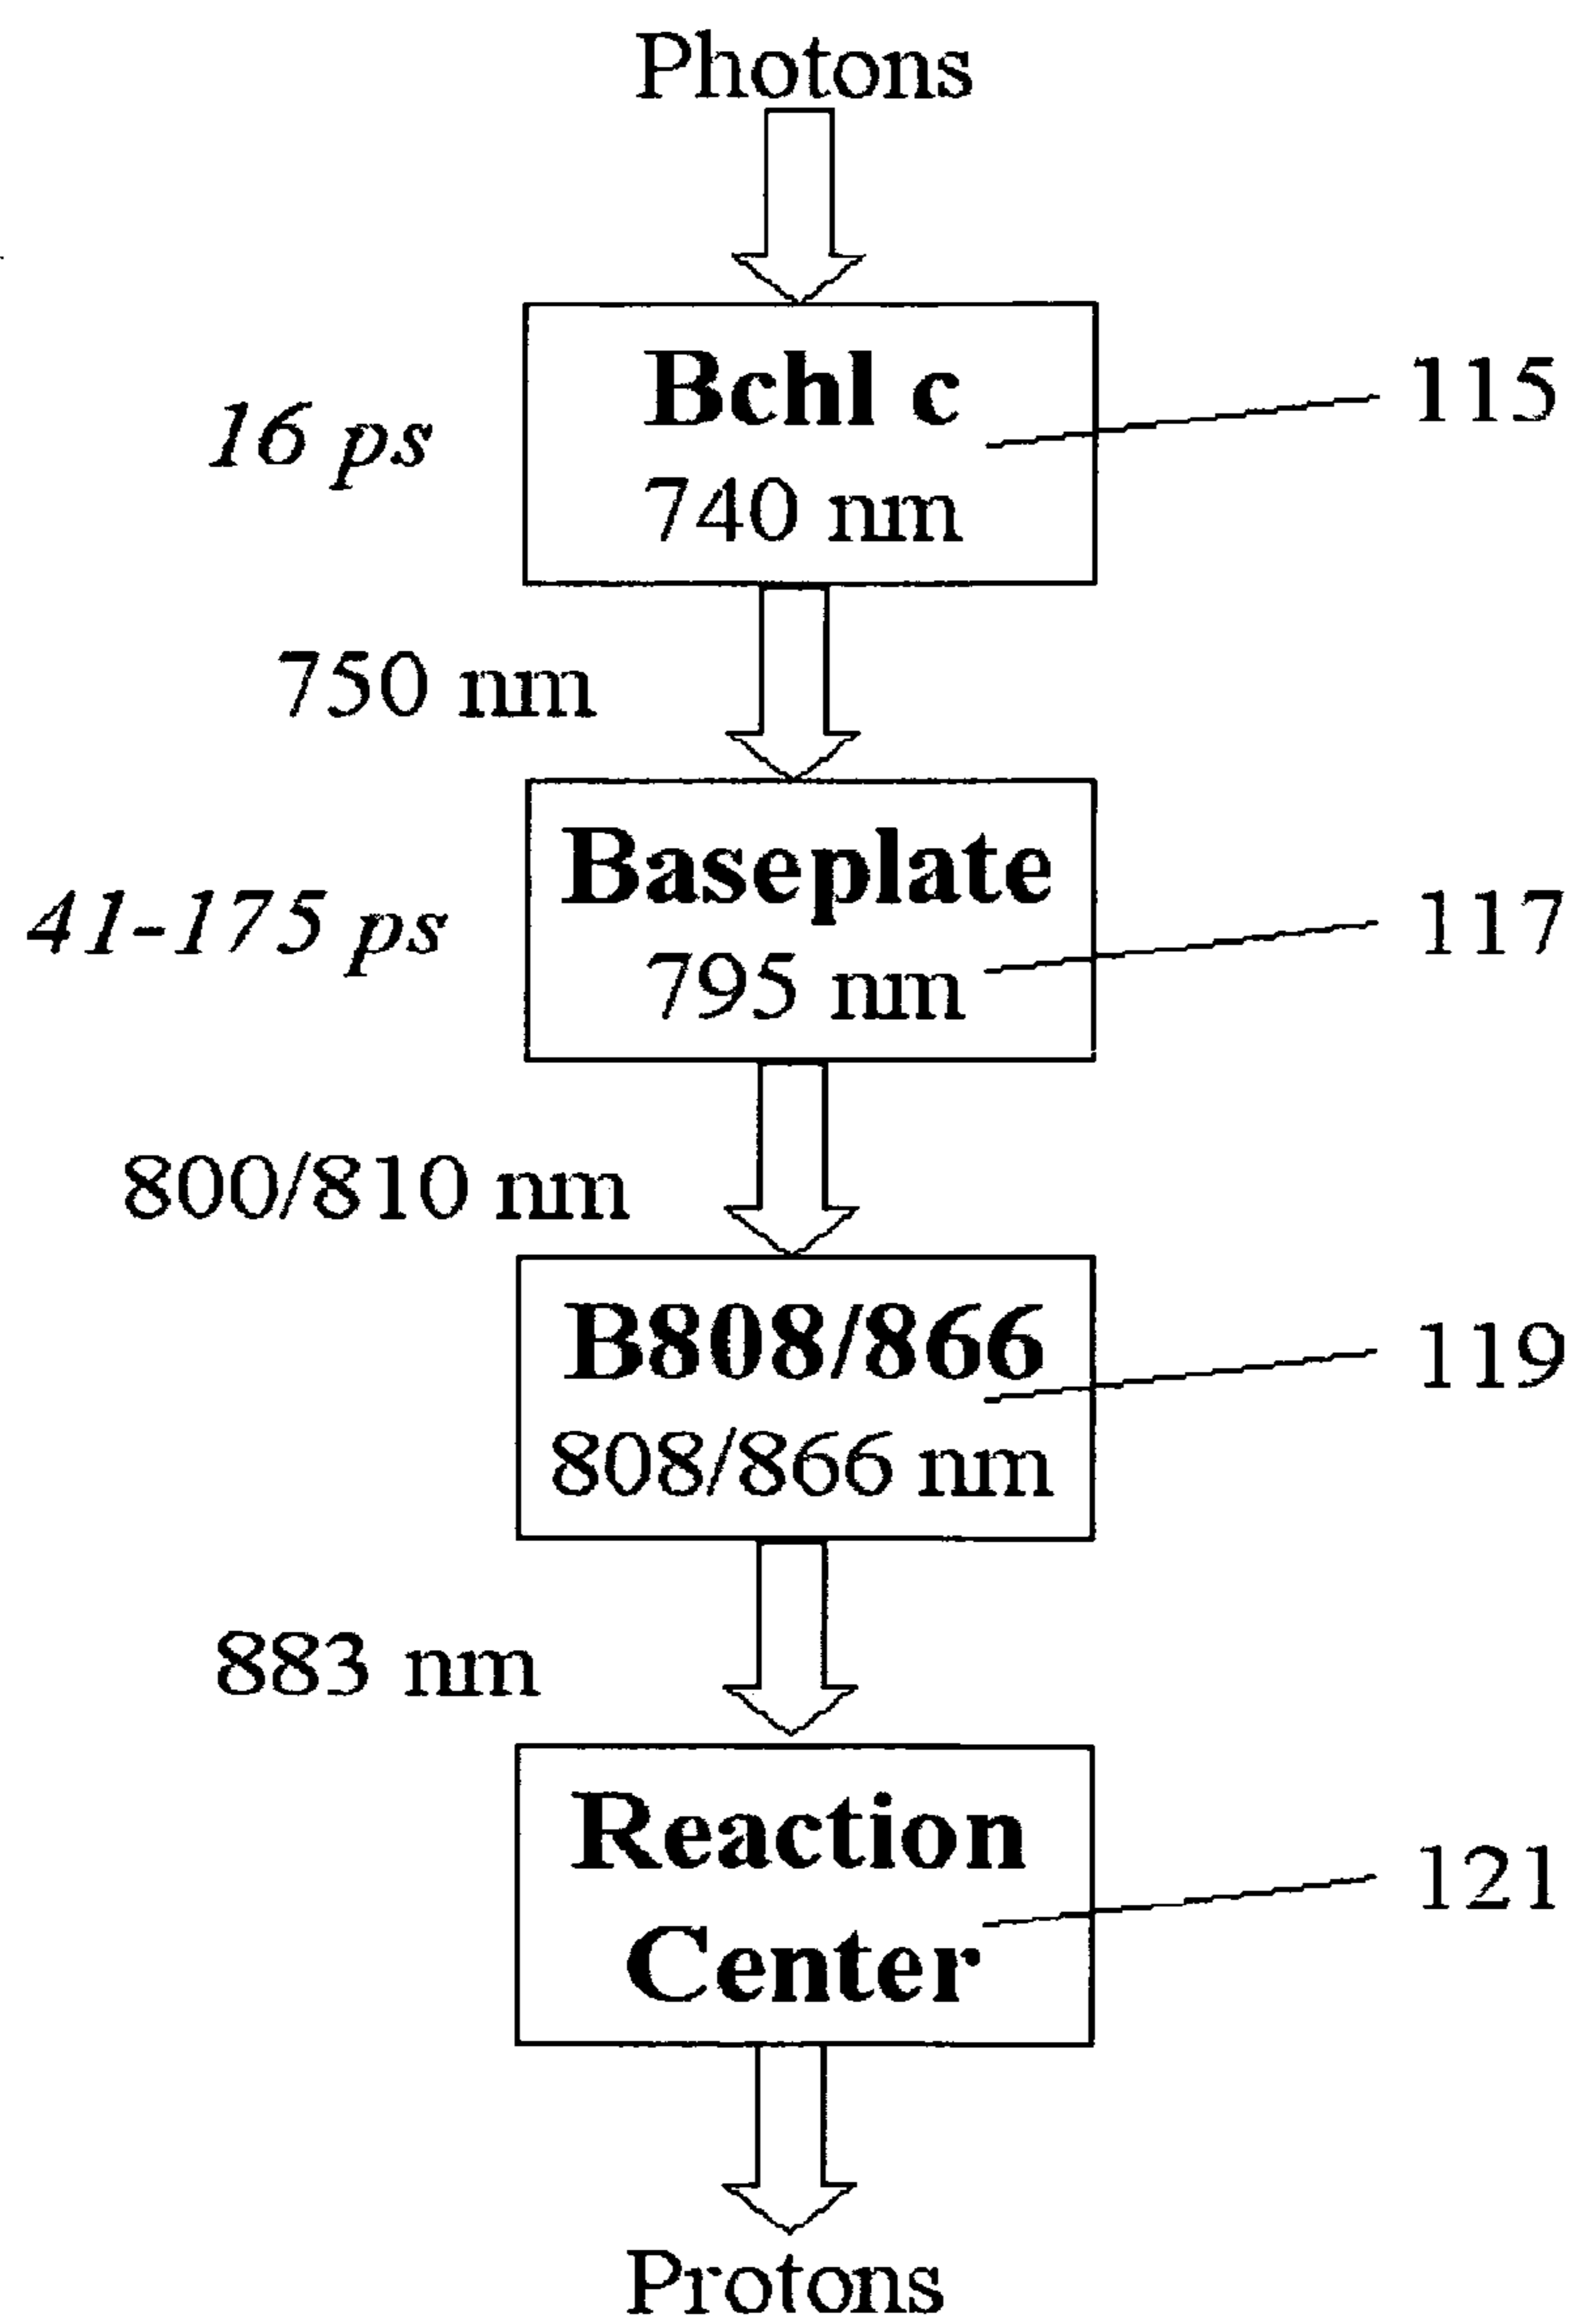 Photons
Bchl c
115
16 ps
740 nm
750 nm
Baseplate
117
41-175 ps
795 nm
800/810 nm
B808/866
119
808/866 nm
883 nm
Reaction
121
Center
Protons